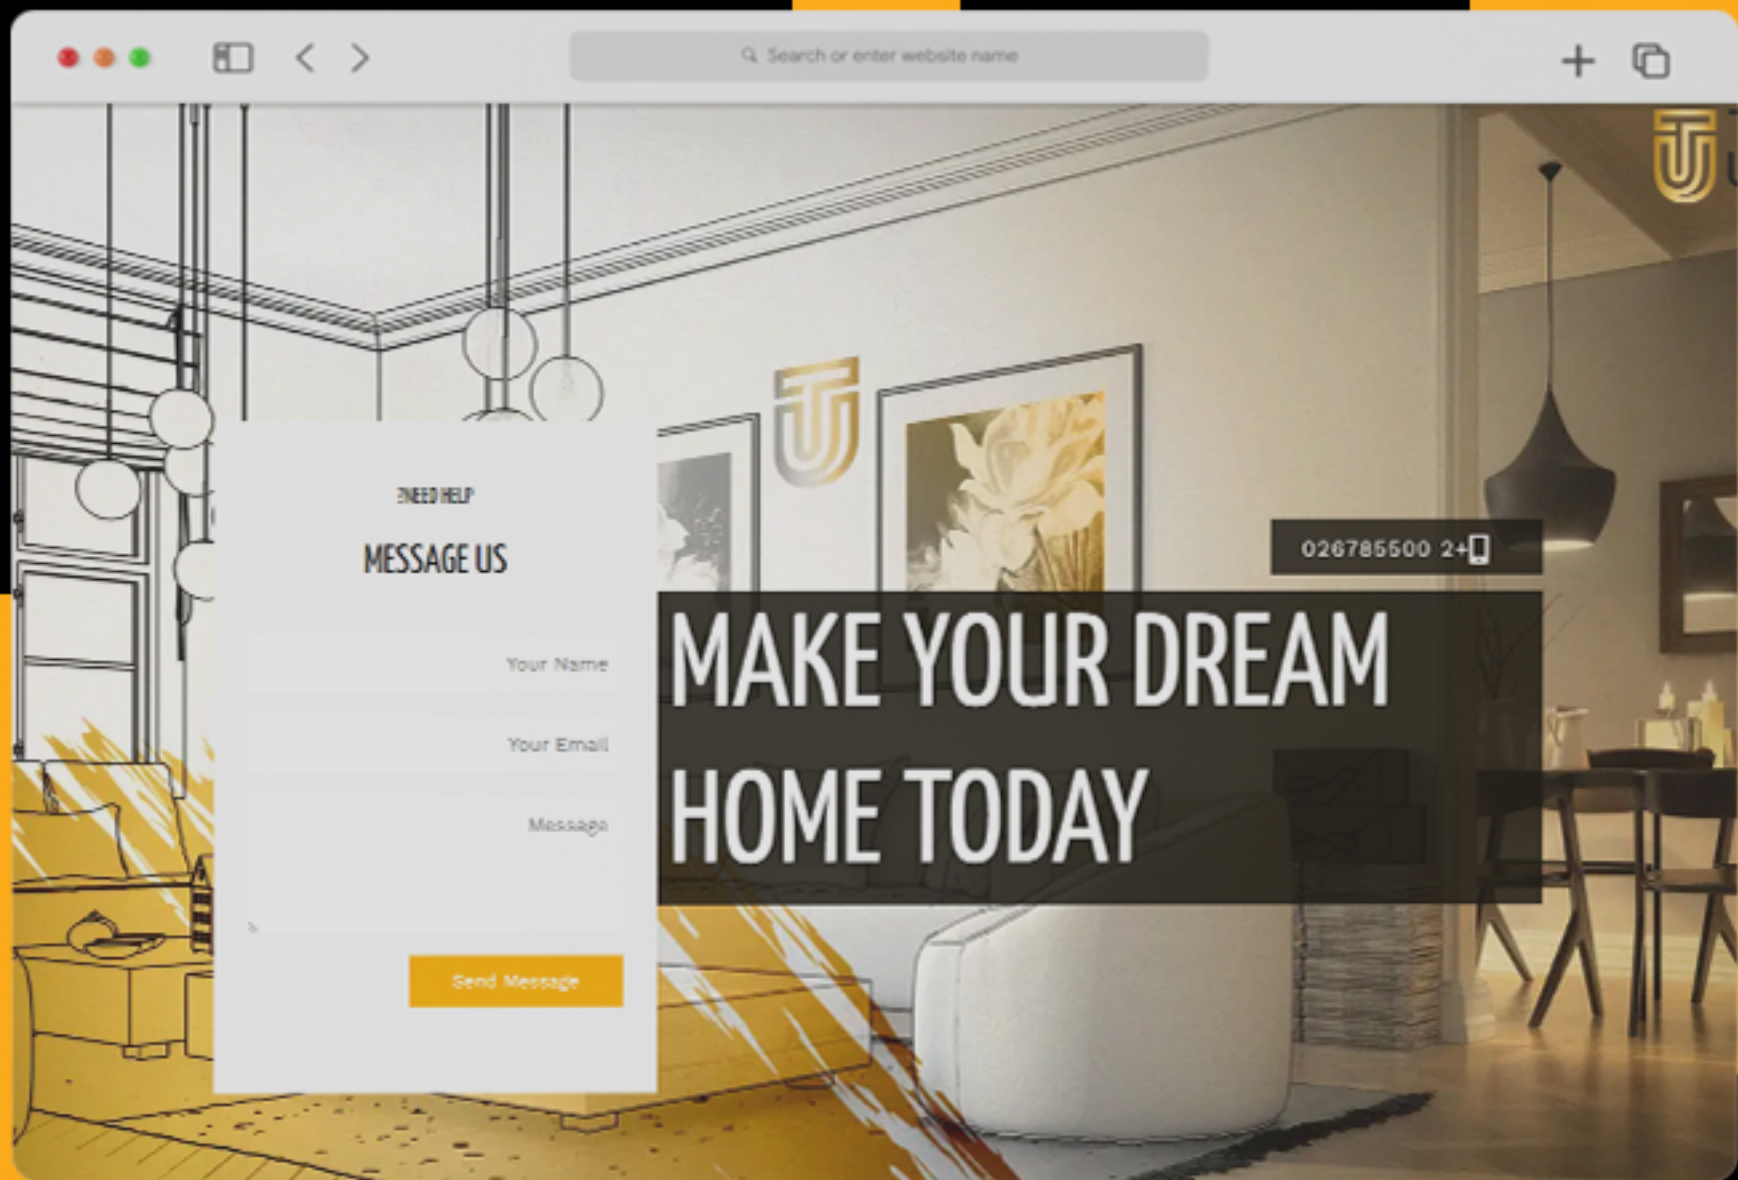 Search or enter website name
?NEED HELP
MESSAGE US
Your Name
Your Email
Message
Send Message
026785500 2+
MAKE YOUR DREAM
HOME TODAY